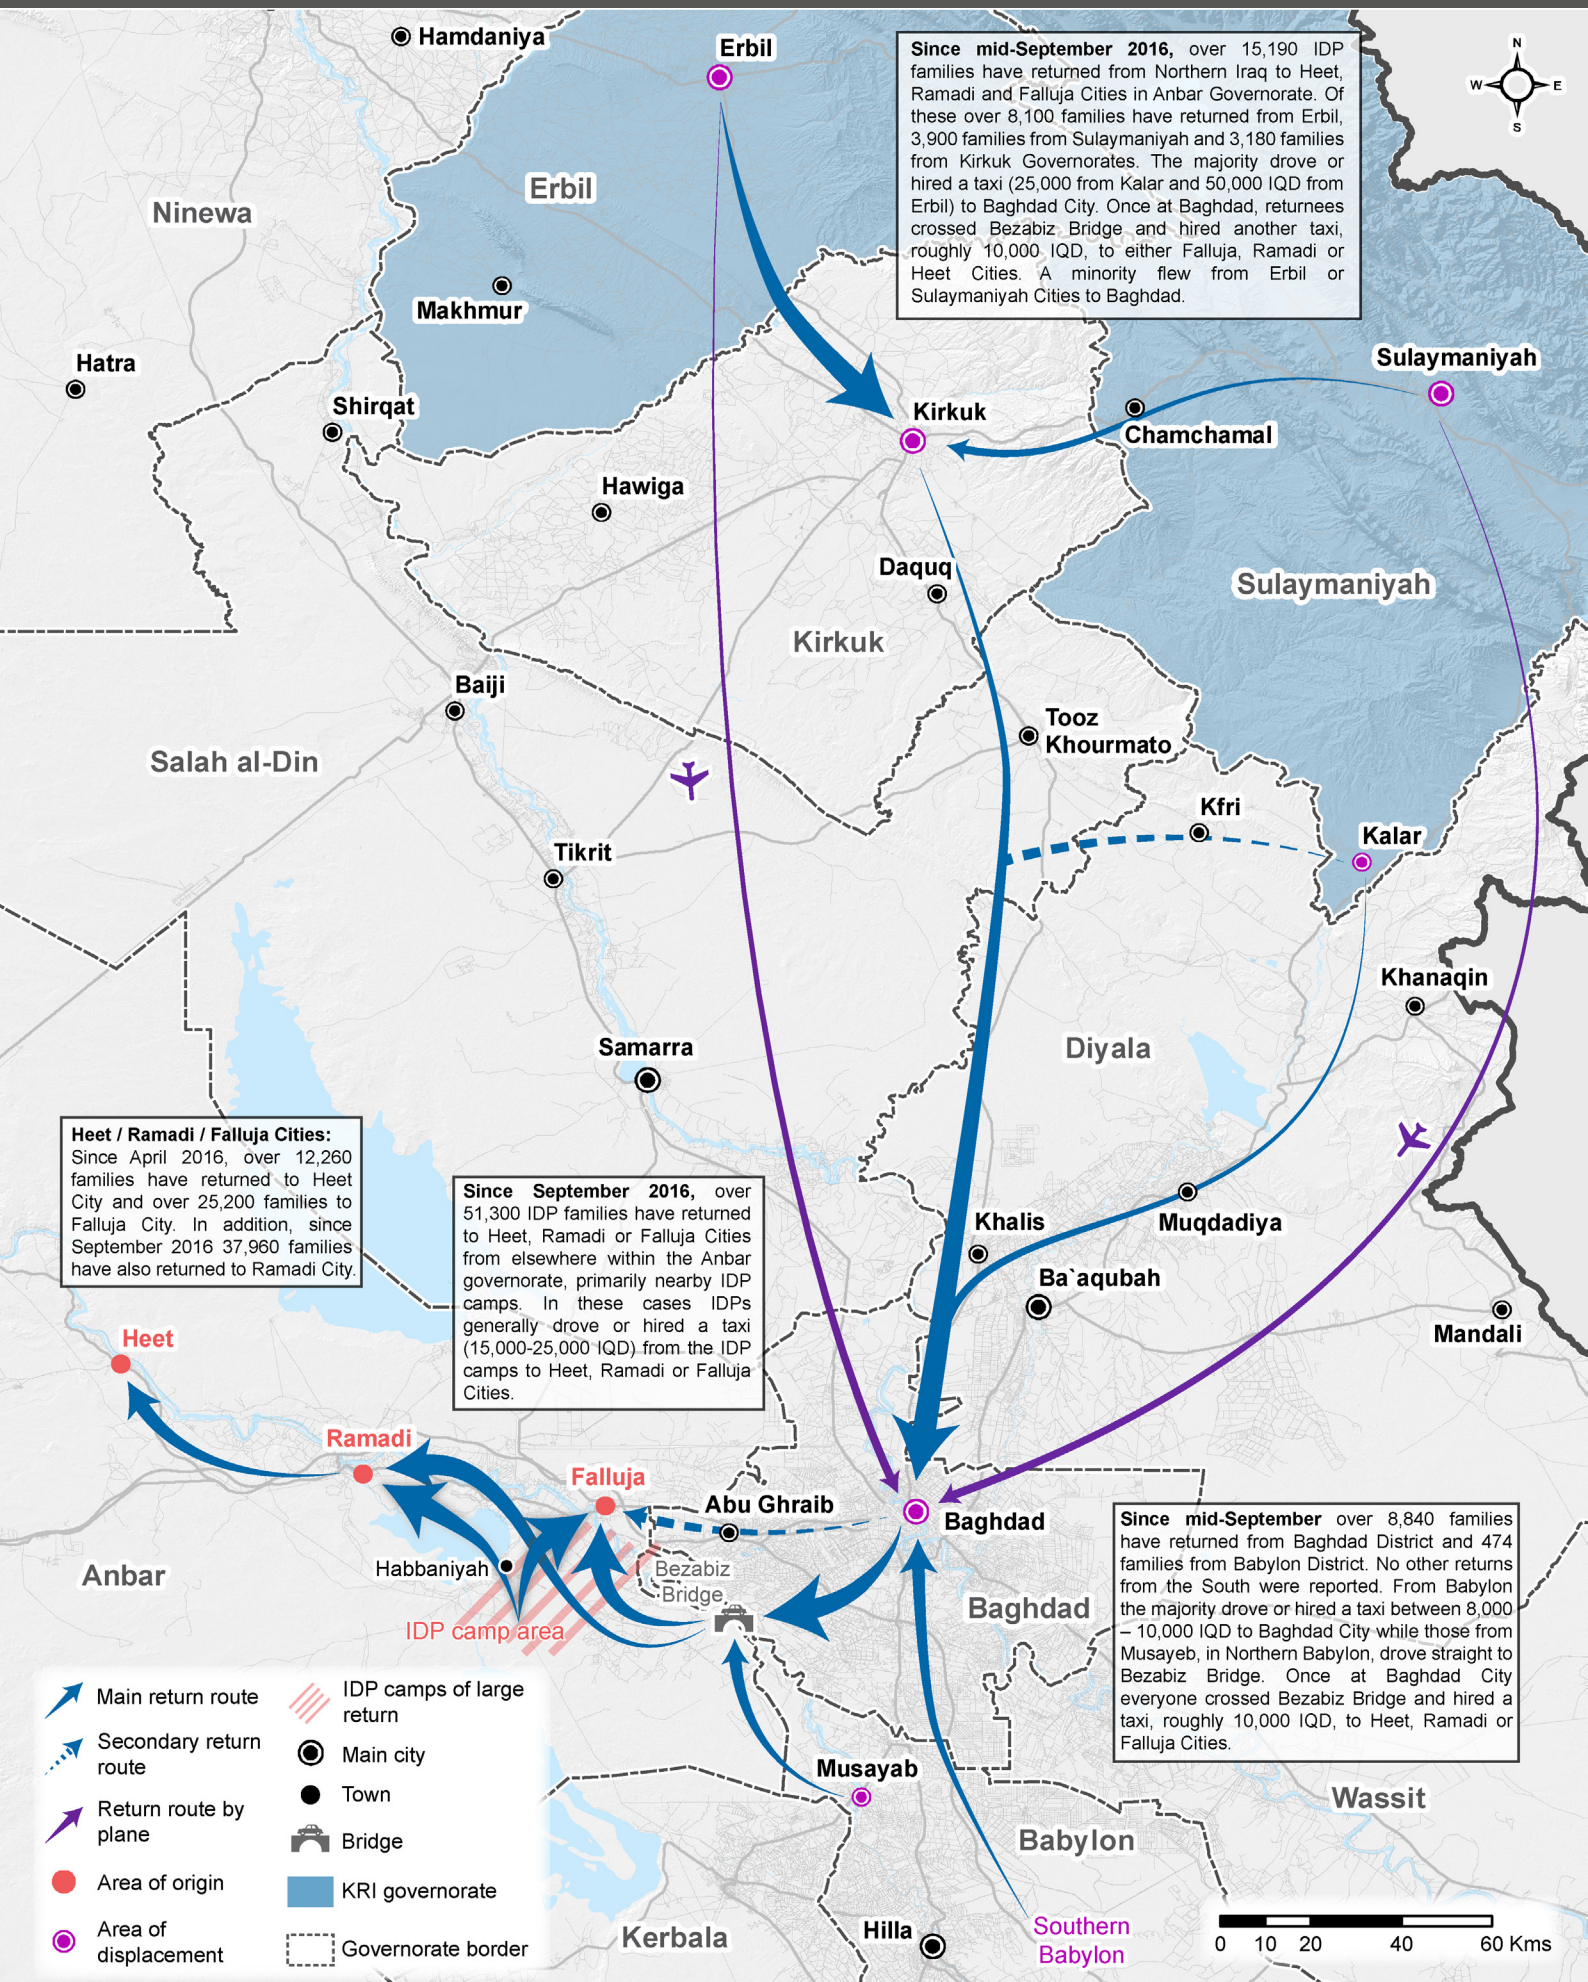 Hamdaniya
Erbil
Since mid-September 2016, over 15,190 IDP
families have returned from Northern Iraq to Heet,
Ramadi and Falluja Cities in Anbar Governorate. Of
these over 8,100 families have returned from Erbil,
3,900 families from Sulaymaniyah and 3,180 families
from Kirkuk Governorates. The majority drove or
hired a taxi (25,000 from Kalar and 50,000 IQD from
Erbil) to Baghdad City. Once at Baghdad, returnees
crossed Bezabiz Bridge and hired another taxi,
roughly 10,000 IQD, to either Falluja, Ramadi or
Heet Cities. A minority flew from Erbil or
Sulaymaniyah Cities to Baghdad.
N
W
E
S
Erbil
Ninewa
Makhmur
Hatra
Sulaymaniyah
Shirqat
Kirkuk
Chamchamal
Hawiga
Daquq
Sulaymaniyah
Kirkuk
Baiji
Tooz
Khourmato
Salah al-Din
Kfri
Kalar
Tikrit
Khanaqin
Samarra
Diyala
Heet / Ramadi / Falluja Cities:
Since April 2016, over 12,260
families have returned to Heet
City and over 25,200 families to
Falluja City. In addition, since
September 2016 37,960 families
have also returned to Ramadi City.
Since September 2016, over
51,300 IDP families have returned
to Heet, Ramadi or Falluja Cities
from elsewhere within the Anbar
governorate, primarily nearby IDP
camps. In these cases IDPs
generally drove or hired a taxi
(15,000-25,000 IQD) from the IDP
camps to Heet, Ramadi or Falluja
Cities.
Khalis
Muqdadiya
Ba`aqubah
Mandali
Heet
Ramadi
Falluja
Abu Ghraib
Baghdad
Since mid-September over 8,840 families
have returned from Baghdad District and 474
families from Babylon District. No other returns
from the South were reported. From Babylon
the majority drove or hired a taxi between 8,000
– 10,000 IQD to Baghdad City while those from
Musayeb, in Northern Babylon, drove straight to
Bezabiz Bridge. Once at Baghdad City
everyone crossed Bezabiz Bridge and hired a
taxi, roughly 10,000 IQD, to Heet, Ramadi or
Falluja Cities.
Anbar
Habbaniyah
Bezabiz
Bridge
Baghdad
IDP camp area
Main return route
Secondary return
route
Return route by
plane
Area of origin
Area of
displacement
IDP camps of large
return
Main city
Town
Bridge
KRI governorate
Governorate border
Musayab
Wassit
Babylon
Kerbala
Hilla
Southern
Babylon
0 10 20 40 60 Kms